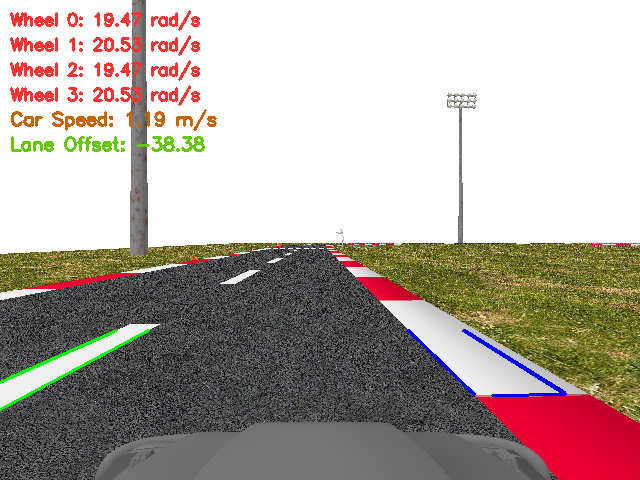 Wheel 0: 19.47 rad/s
Wheel 1: 20.53 rad/s
Wheel 2: 19.47 rad/s
Wheel 3: 20.53 rad/s
Car Speed: 1.19 m/s
Lane Offset: -38.38